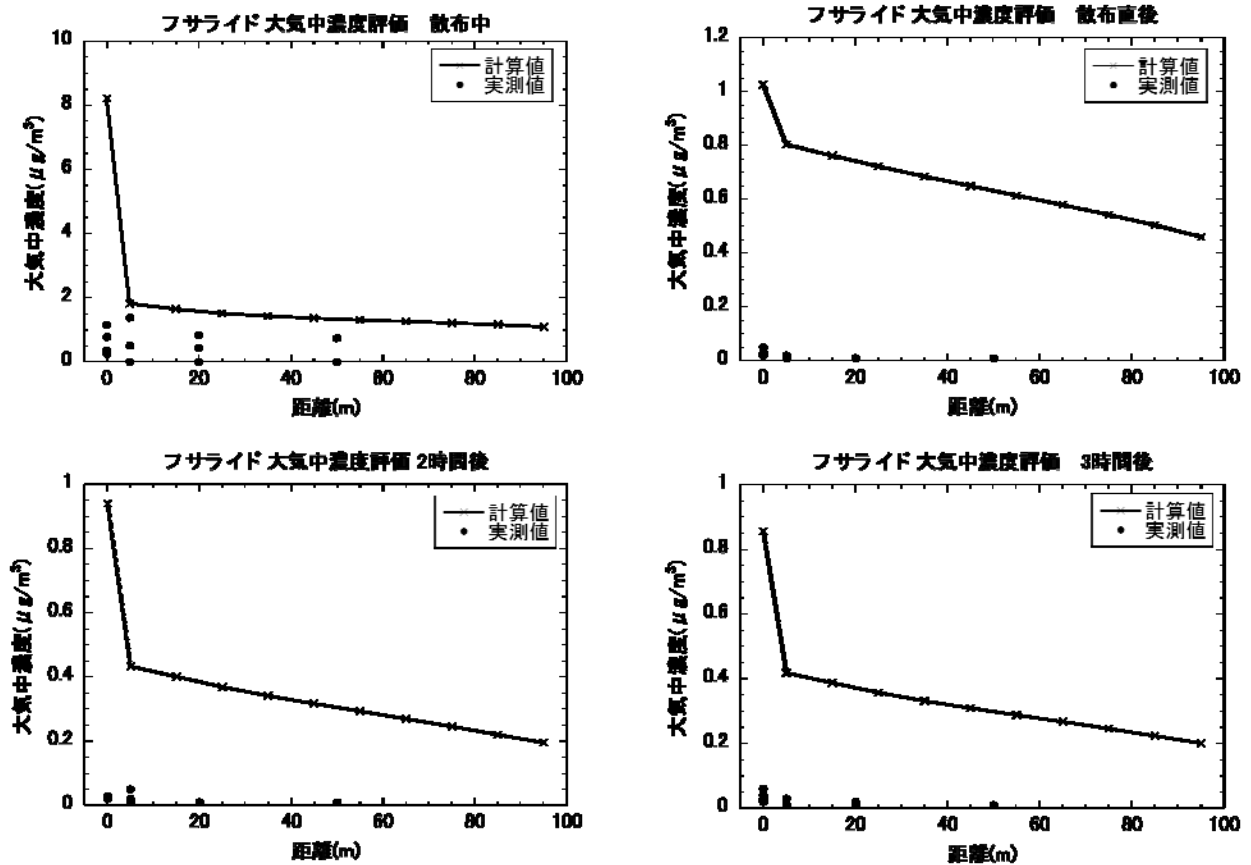 フサライド 大気中濃度評価 散布中
大気中濃度(μg/m³)
10
8
6
4
2
0
計算値
実測値
0 20 40 60 80 100
距離(m)
フサライド 大気中濃度評価 散布直後
大気中濃度(μg/m³)
1.2
1
0.8
0.6
0.4
0.2
0
計算値
実測値
0 20 40 60 80 100
距離(m)
フサライド 大気中濃度評価 2時間後
大気中濃度(μg/m³)
1
0.8
0.6
0.4
0.2
0
計算値
実測値
0 20 40 60 80 100
距離(m)
フサライド 大気中濃度評価 3時間後
大気中濃度(μg/m³)
1
0.8
0.6
0.4
0.2
0
計算値
実測値
0 20 40 60 80 100
距離(m)